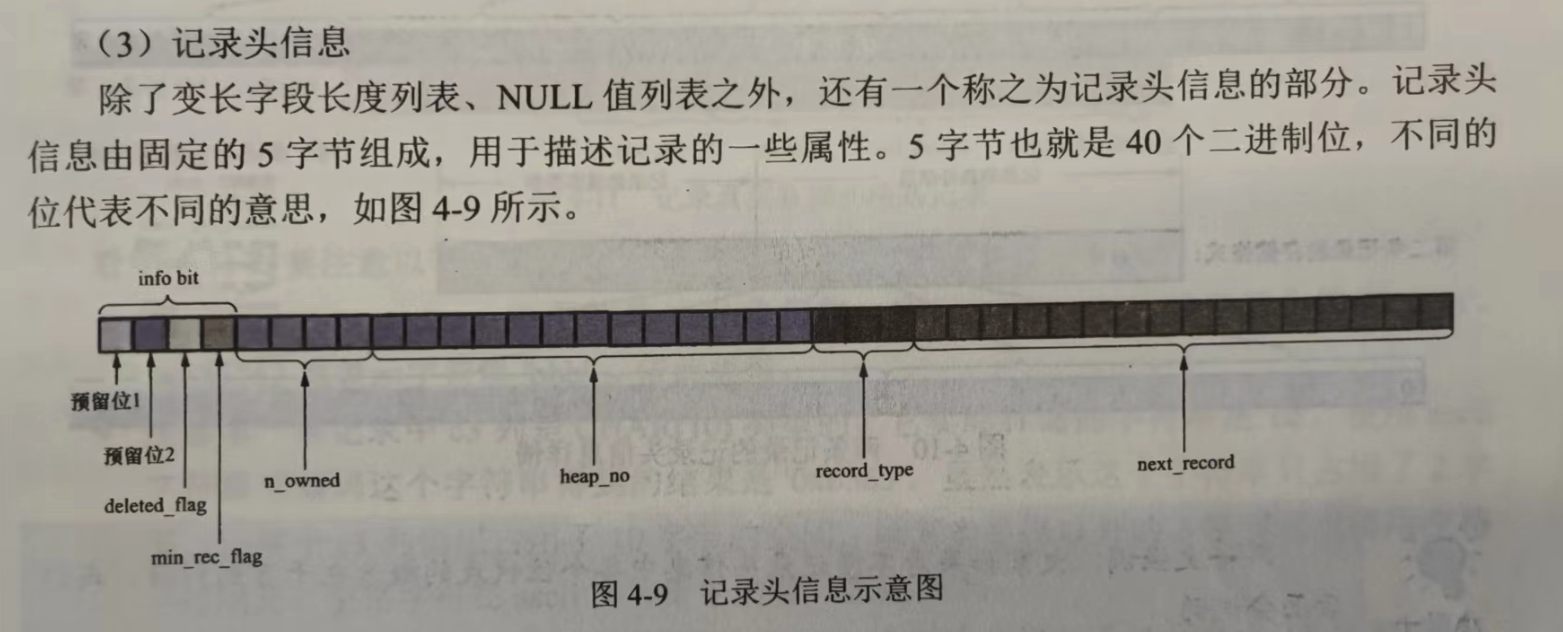 （3）记录头信息
除了变长字段长度列表、NULL 值列表之外，还有一个称之为记录头信息的部分。记录头
信息由固定的 5 字节组成，用于描述记录的一些属性。5 字节也就是 40 个二进制位，不同的
位代表不同的意思，如图 4-9 所示。
info bit
预留位1
预留位2
deleted_flag
min_rec_flag
n_owned
heap_no
record_type
next_record
图 4-9 记录头信息示意图